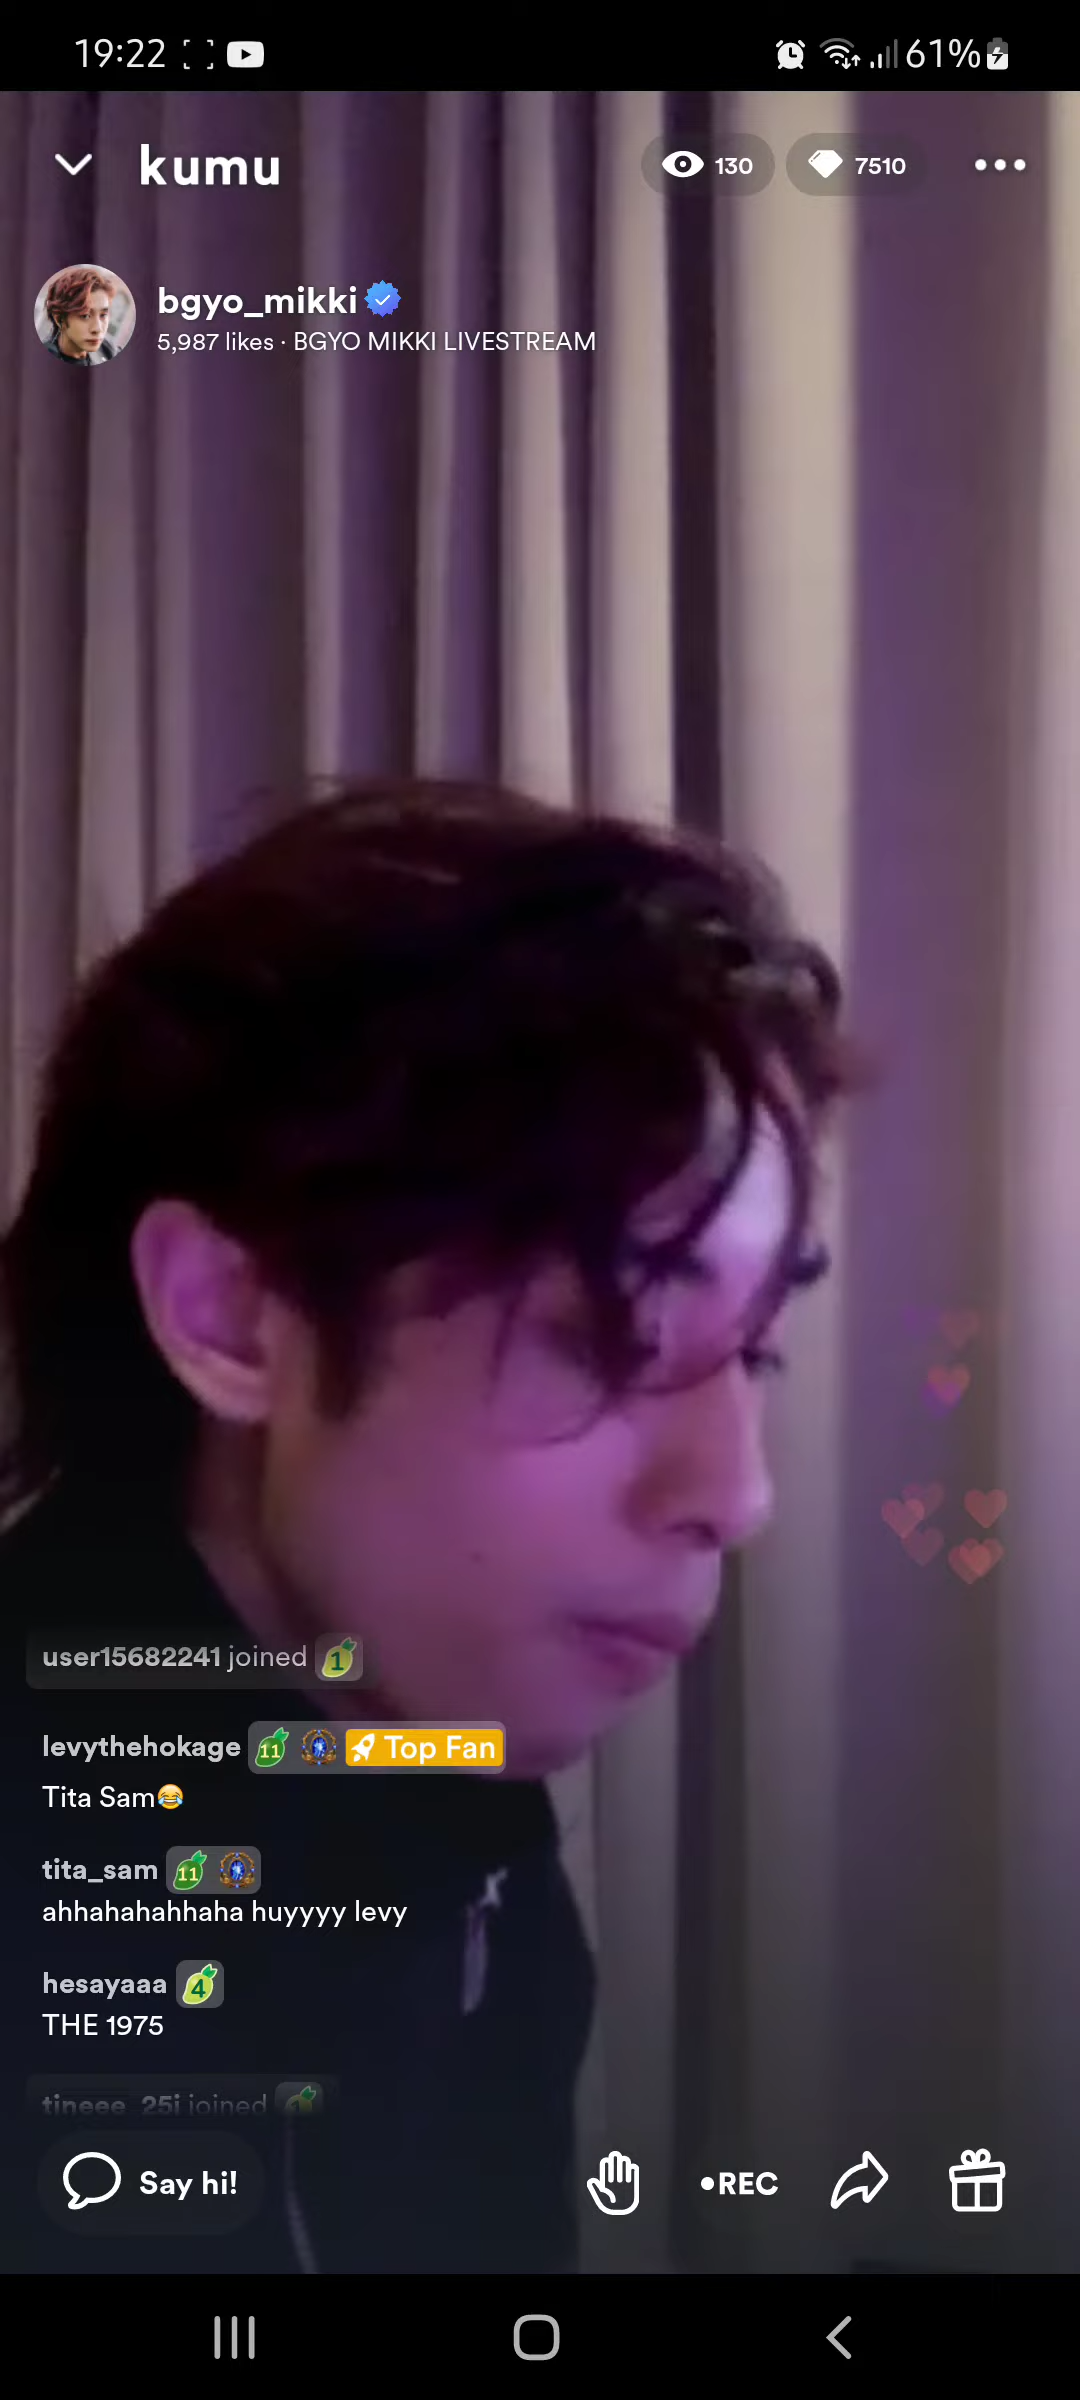 19:22
61%
kumu
130
7510
bgyo_mikki
5,987 likes · BGYO MIKKI LIVESTREAM
user15682241 joined 1
levythehokage 11 Top Fan
Tita Sam😂
tita_sam 11
ahhahahahhaha huyyyy levy
hesayaaa 4
THE 1975
tineee_25i joined 1
Say hi!
•REC